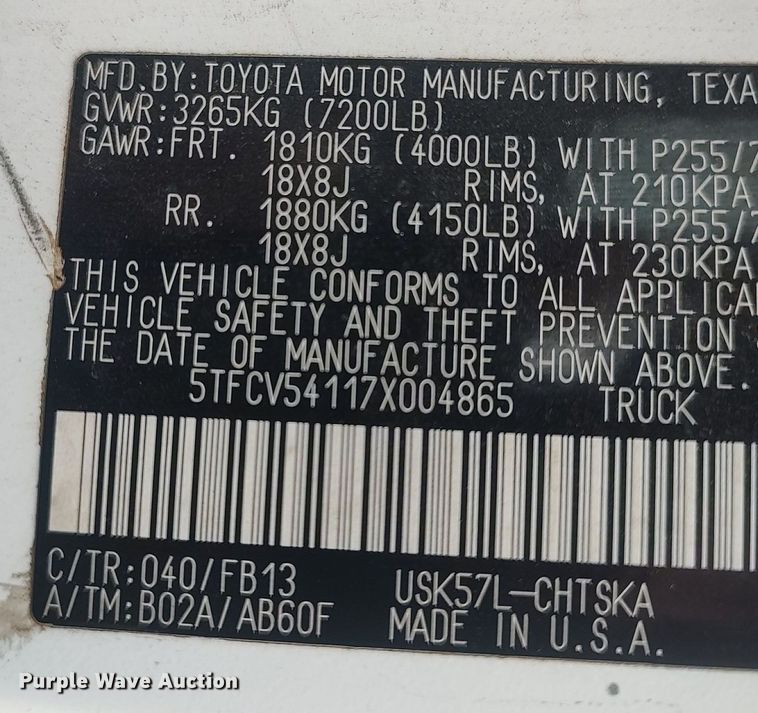 MFD.BY:TOYOTA MOTOR MANUFACTURING, TEXA
GVWR:3265KG (7200LB)
GAWR:FRT. 1810KG (4000LB) WITH P255/7
18X8J RIMS, AT 210KPA
RR. 1880KG (4150LB) WITH P255/7
18X8J RIMS, AT 230KPA
THIS VEHICLE CONFORMS TO ALL APPLICA
VEHICLE SAFETY AND THEFT PREVENTION
THE DATE OF MANUFACTURE SHOWN ABOVE.
5TFCV54117X004865 TRUCK
C/TR:040/FB13 USK57L-CHTSKA
A/TM:B02A/AB60F MADE IN U.S.A.
Purple Wave Auction